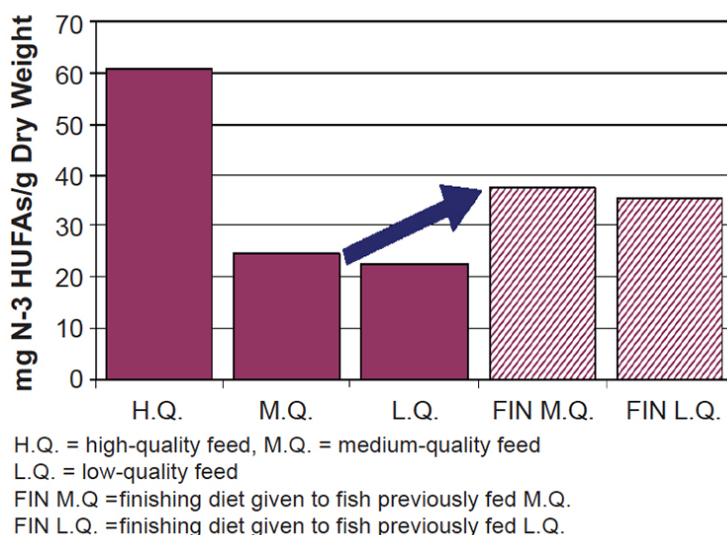 mg N-3 HUFAs/g Dry Weight
70
60
50
40
30
20
10
0
H.Q. M.Q. L.Q. FIN M.Q. FIN L.Q.
H.Q. = high-quality feed, M.Q. = medium-quality feed
L.Q. = low-quality feed
FIN M.Q =finishing diet given to fish previously fed M.Q.
FIN L.Q. =finishing diet given to fish previously fed L.Q.